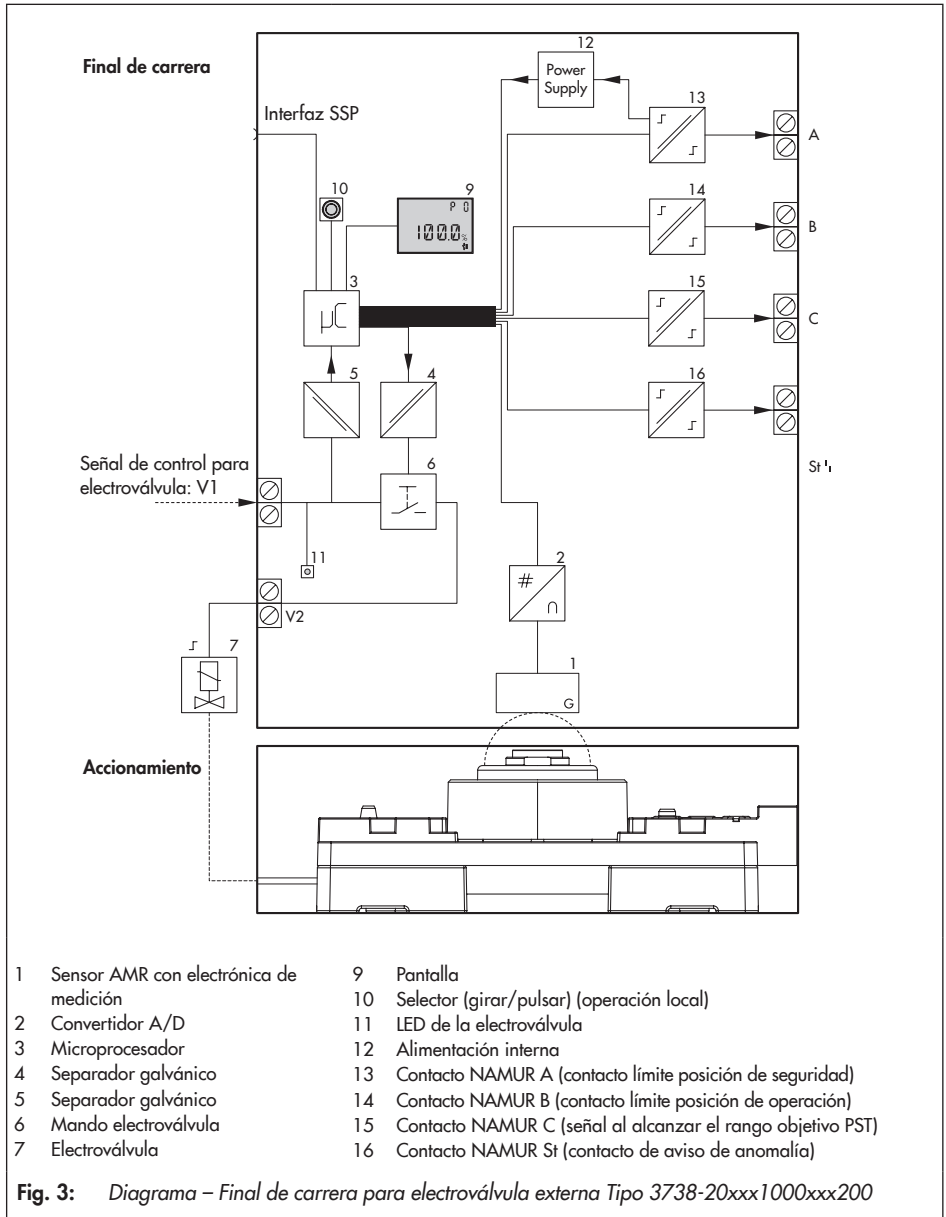 Final de carrera
12
Power
Supply
13
Interfaz SSP
A
10
9
14
P 0
100.0
B
3
15
µC
C
5
4
16
Señal de control para
electroválvula: V1
6
St
11
2
#
∩
V2
7
1
G
Accionamiento
1 Sensor AMR con electrónica de
medición
2 Convertidor A/D
3 Microprocesador
4 Separador galvánico
5 Separador galvánico
6 Mando electroválvula
7 Electroválvula
9 Pantalla
10 Selector (girar/pulsar) (operación local)
11 LED de la electroválvula
12 Alimentación interna
13 Contacto NAMUR A (contacto límite posición de seguridad)
14 Contacto NAMUR B (contacto límite posición de operación)
15 Contacto NAMUR C (señal al alcanzar el rango objetivo PST)
16 Contacto NAMUR St (contacto de aviso de anomalía)
Fig. 3: Diagrama – Final de carrera para electroválvula externa Tipo 3738-20xxx1000xxx200